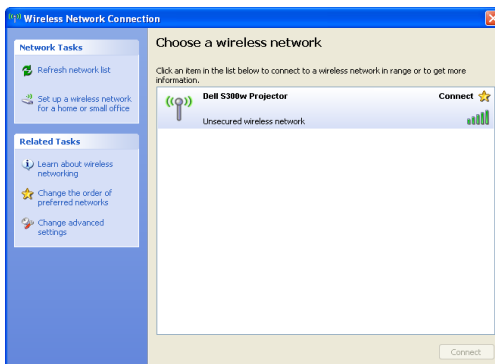 Wireless Network Connection
Network Tasks
Refresh network list
Set up a wireless network
for a home or small office
Related Tasks
Learn about wireless
networking
Change the order of
preferred networks
Change advanced
settings
Choose a wireless network
Click an item in the list below to connect to a wireless network in range or to get more
information.
Dell S300w Projector Connect
Unsecured wireless network
Connect